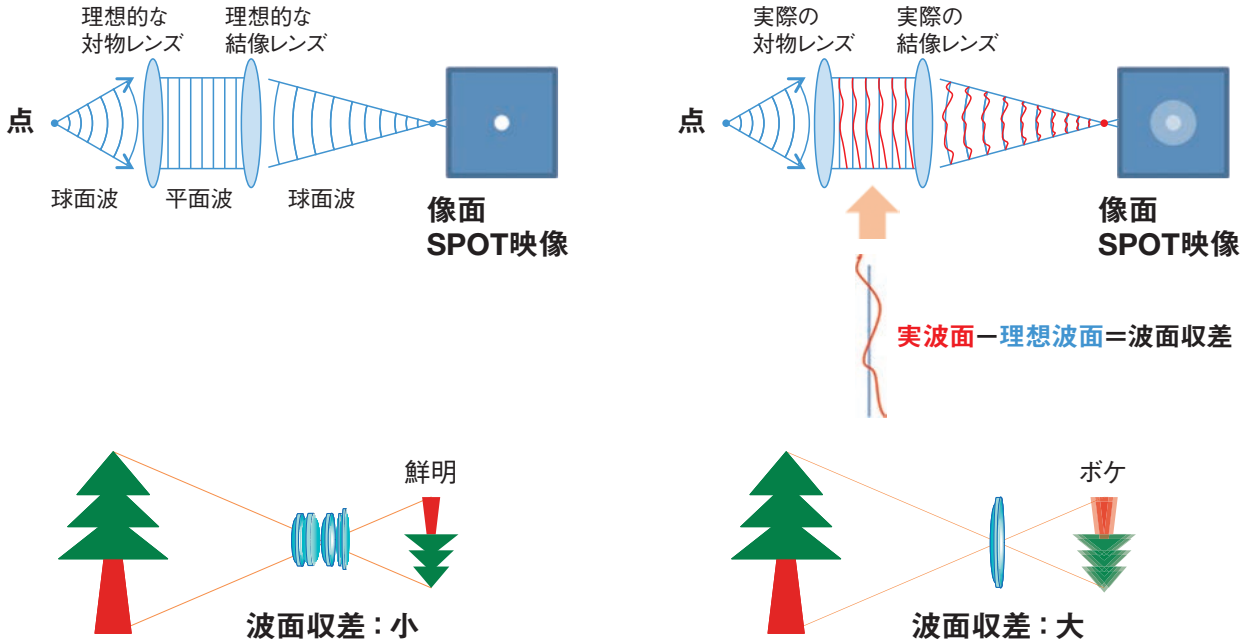 理想的な
対物レンズ
理想的な
結像レンズ
点
球面波
平面波
球面波
像面
SPOT映像
実際の
対物レンズ
実際の
結像レンズ
点
像面
SPOT映像
実波面−理想波面=波面収差
鮮明
波面収差:小
ボケ
波面収差:大